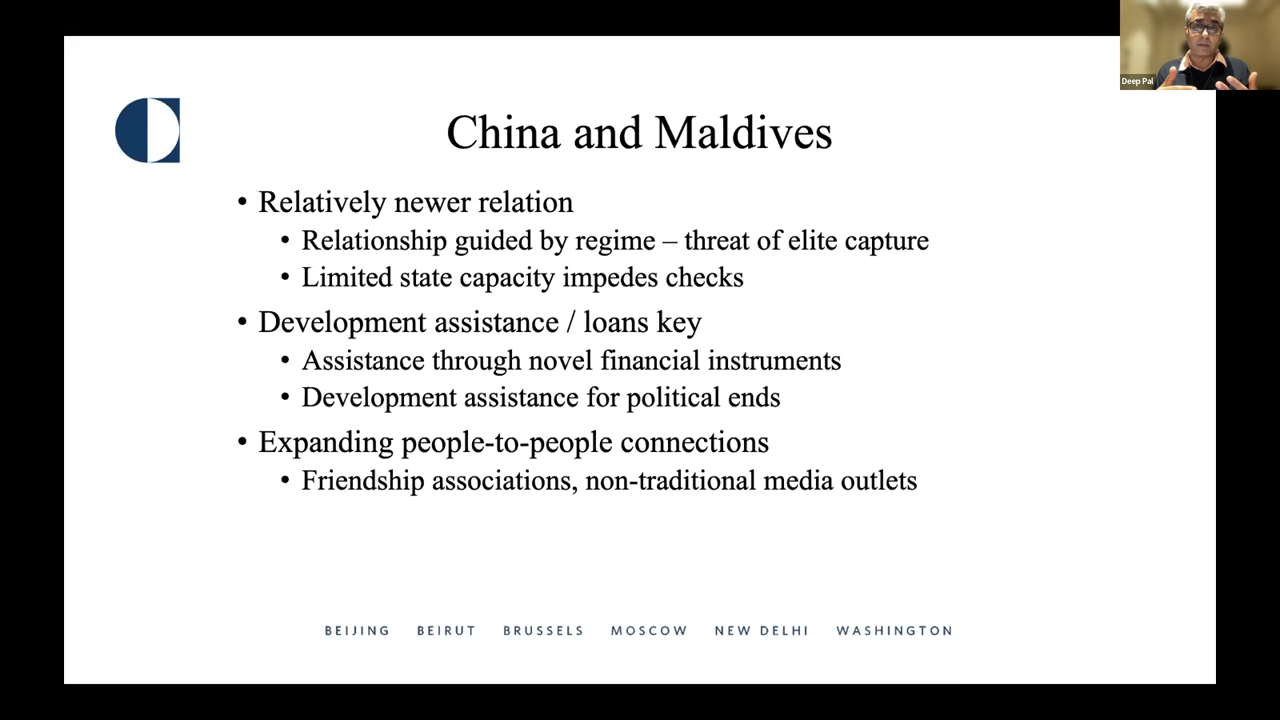 Deep Pal
China and Maldives
• Relatively newer relation
• Relationship guided by regime – threat of elite capture
• Limited state capacity impedes checks
• Development assistance / loans key
• Assistance through novel financial instruments
• Development assistance for political ends
• Expanding people-to-people connections
• Friendship associations, non-traditional media outlets
BEIJING BEIRUT BRUSSELS MOSCOW NEW DELHI WASHINGTON